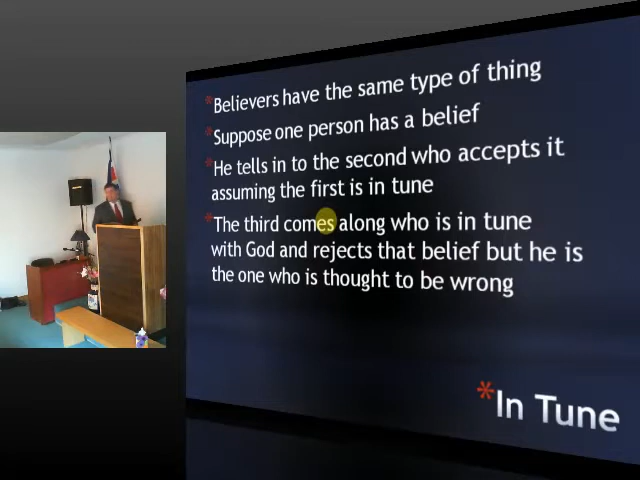 *Believers have the same type of thing
*Suppose one person has a belief
*He tells in to the second who accepts it
assuming the first is in tune
*The third comes along who is in tune
with God and rejects that belief but he is
the one who is thought to be wrong
*In Tune